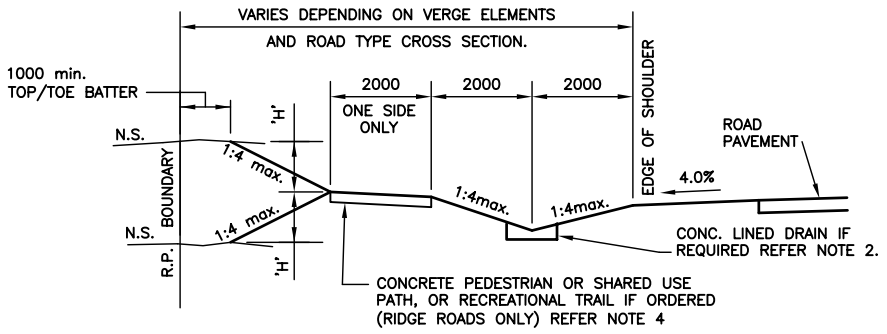 VARIES DEPENDING ON VERGE ELEMENTS
AND ROAD TYPE CROSS SECTION.
1000 min.
TOP/TOE BATTER
2000
2000
2000
ONE SIDE
ONLY
EDGE OF SHOULDER
ROAD
PAVEMENT
N.S.
'H'
1:4 max.
4.0%
R.P. BOUNDARY
1:4max.
1:4max.
1:4 max.
N.S.
'H'
CONC. LINED DRAIN IF
REQUIRED REFER NOTE 2.
CONCRETE PEDESTRIAN OR SHARED USE
PATH, OR RECREATIONAL TRAIL IF ORDERED
(RIDGE ROADS ONLY) REFER NOTE 4